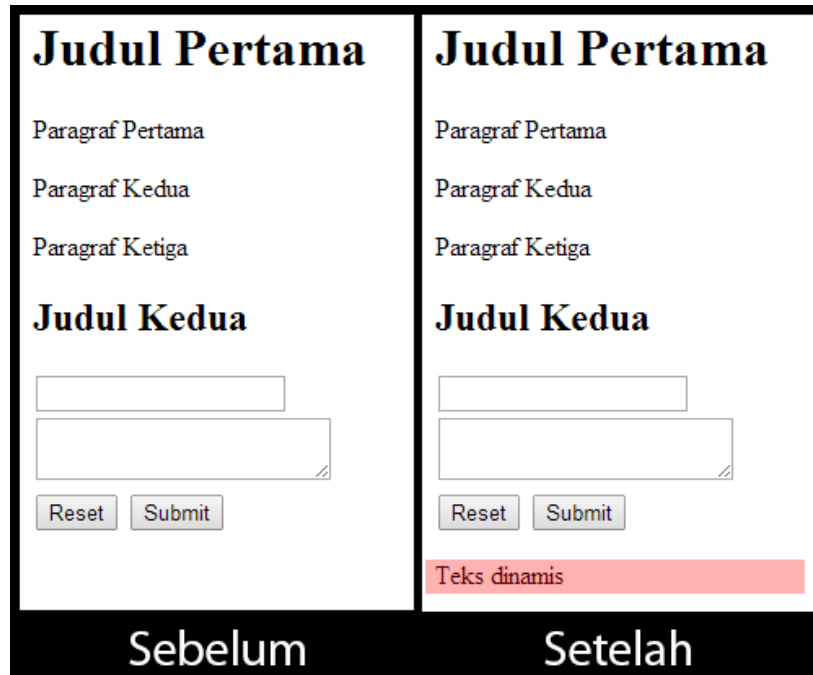 Judul Pertama
Paragraf Pertama
Paragraf Kedua
Paragraf Ketiga
Judul Kedua
Reset Submit
Sebelum
Judul Pertama
Paragraf Pertama
Paragraf Kedua
Paragraf Ketiga
Judul Kedua
Reset Submit
Teks dinamis
Setelah